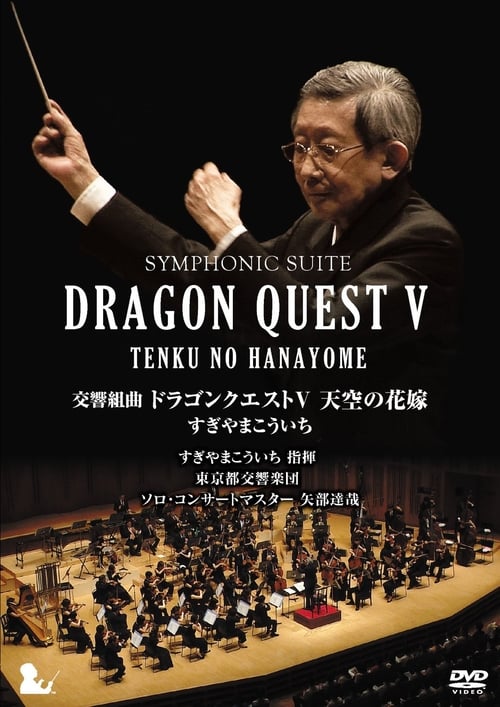 SYMPHONIC SUITE
DRAGON QUEST V
TENKU NO HANAYOME
交響組曲 ドラゴンクエストV 天空の花嫁
すぎやまこういち
すぎやまこういち 指揮
東京都交響楽団
ソロ・コンサートマスター 矢部達哉
DVD
VIDEO